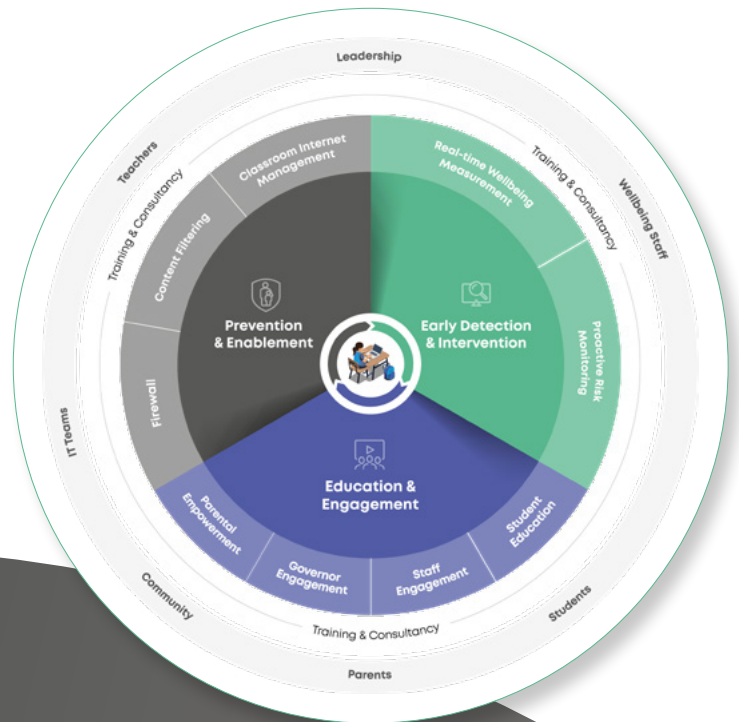 Leadership
Teachers
Wellbeing Staff
IT Teams
Community
Students
Parents
Training & Consultancy
Training & Consultancy
Training & Consultancy
Classroom Internet
Management
Content Filtering
Firewall
Real-time Wellbeing
Measurement
Proactive Risk
Monitoring
Prevention
& Enablement
Early Detection
& Intervention
Education &
Engagement
Parental
Empowerment
Governor
Engagement
Staff
Engagement
Student
Education